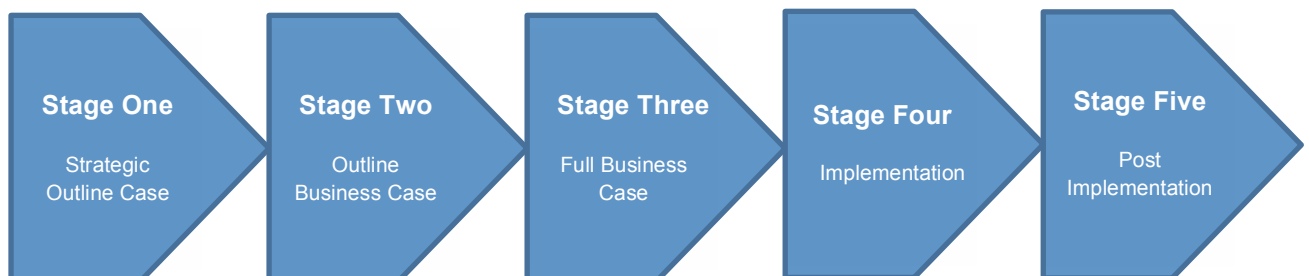 Stage One
Strategic
Outline Case
Stage Two
Outline
Business Case
Stage Three
Full Business
Case
Stage Four
Implementation
Stage Five
Post
Implementation